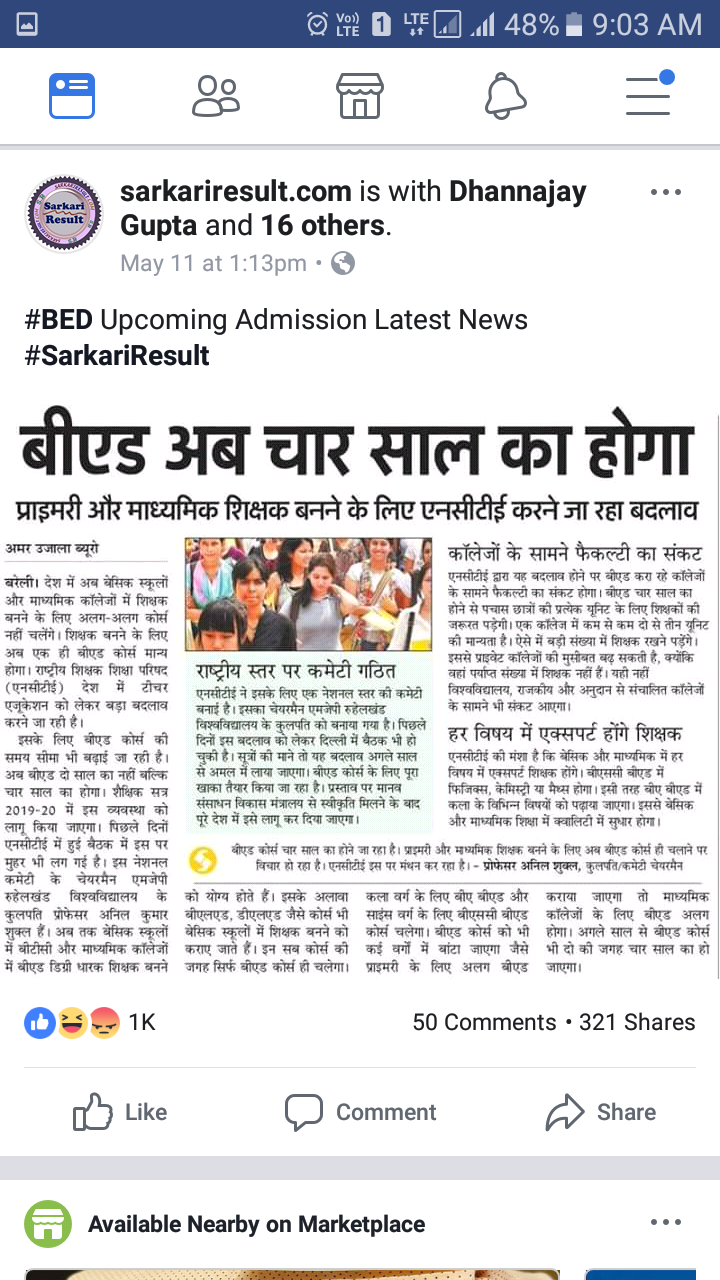 Vo)) LTE 1 LTE 48% 9:03 AM
Sarkari Result
sarkariresult.com is with Dhannajay
Gupta and 16 others.
May 11 at 1:13pm •
#BED Upcoming Admission Latest News
#SarkariResult
बीएड अब चार साल का होगा
प्राइमरी और माध्यमिक शिक्षक बनने के लिए एनसीटीई करने जा रहा बदलाव
अमर उजाला ब्यूरो
बरेली। देश में अब बेसिक स्कूलों
और माध्यमिक कॉलेजों में शिक्षक
बनने के लिए अलग-अलग कोर्स
नहीं चलेंगे। शिक्षक बनने के लिए
अब एक ही बीएड कोर्स मान्य
होगा। राष्ट्रीय शिक्षक शिक्षा परिषद
(एनसीटीई) देश में टीचर
एजूकेशन को लेकर बड़ा बदलाव
करने जा रही है।
इसके लिए बीएड कोर्स की
समय सीमा भी बढ़ाई जा रही है।
अब बीएड दो साल का नहीं बल्कि
चार साल का होगा। शैक्षिक सत्र
2019-20 में इस व्यवस्था को
लागू किया जाएगा। पिछले दिनों
एनसीटीई में हुई बैठक में इस पर
मुहर भी लग गई है। इस नेशनल
कमेटी के चेयरमैन एमजेपी
रुहेलखंड विश्वविद्यालय के
कुलपति प्रोफेसर अनिल कुमार
शुक्ल हैं। अब तक बेसिक स्कूलों
में बीटीसी और माध्यमिक कॉलेजों
में बीएड डिग्री धारक शिक्षक बनने
राष्ट्रीय स्तर पर कमेटी गठित
एनसीटीई ने इसके लिए एक नेशनल स्तर की कमेटी
बनाई है। इसका चेयरमैन एमजेपी रुहेलखंड
विश्वविद्यालय के कुलपति को बनाया गया है। पिछले
दिनों इस बदलाव को लेकर दिल्ली में बैठक भी हो
चुकी है। सूत्रों की माने तो यह बदलाव अगले साल
से अमल में लाया जाएगा। बीएड कोर्स के लिए पूरा
खाका तैयार किया जा रहा है। प्रस्ताव पर मानव
संसाधन विकास मंत्रालय से स्वीकृति मिलने के बाद
पूरे देश में इसे लागू कर दिया जाएगा।
कॉलेजों के सामने फैकल्टी का संकट
एनसीटीई द्वारा यह बदलाव होने पर बीएड करा रहे कॉलेजों
के सामने फैकल्टी का संकट होगा। बीएड चार साल का
होने से पचास छात्रों की प्रत्येक यूनिट के लिए शिक्षकों की
जरूरत पड़ेगी। एक कॉलेज में कम से कम दो से तीन यूनिट
की मान्यता है। ऐसे में बड़ी संख्या में शिक्षक रखने पड़ेंगे।
इससे प्राइवेट कॉलेजों की मुसीबत बढ़ सकती है, क्योंकि
वहां पर्याप्त संख्या में शिक्षक नहीं हैं। यही नहीं
विश्वविद्यालय, राजकीय और अनुदान से संचालित कॉलेजों
के सामने भी संकट आएगा।
हर विषय में एक्सपर्ट होंगे शिक्षक
एनसीटीई की मंशा है कि बेसिक और माध्यमिक में हर
विषय में एक्सपर्ट शिक्षक होंगे। बीएससी बीएड में
फिजिक्स, केमिस्ट्री या मैथ्स होगा। इसी तरह बीए बीएड में
कला के विभिन्न विषयों को पढ़ाया जाएगा। इससे बेसिक
और माध्यमिक शिक्षा में क्वालिटी में सुधार होगा।
बीएड कोर्स चार साल का होने जा रहा है। प्राइमरी और माध्यमिक शिक्षक बनने के लिए अब बीएड कोर्स ही चलाने पर
विचार हो रहा है। एनसीटीई इस पर मंथन कर रहा है। - प्रोफेसर अनिल शुक्ल, कुलपति/कमेटी चेयरमैन
को योग्य होते हैं। इसके अलावा
बीएलएड, डीएलएड जैसे कोर्स भी
बेसिक स्कूलों में शिक्षक बनने को
कराए जाते हैं। इन सब कोर्स की
जगह सिर्फ बीएड कोर्स ही चलेगा।
कला वर्ग के लिए बीए बीएड और
साइंस वर्ग के लिए बीएससी बीएड
कोर्स चलेगा। बीएड कोर्स को भी
कई वर्गों में बांटा जाएगा जैसे
प्राइमरी के लिए अलग बीएड
कराया जाएगा तो माध्यमिक
कॉलेजों के लिए बीएड अलग
होगा। अगले साल से बीएड कोर्स
भी दो की जगह चार साल का हो
जाएगा।
1K 50 Comments • 321 Shares
Like Comment Share
Available Nearby on Marketplace